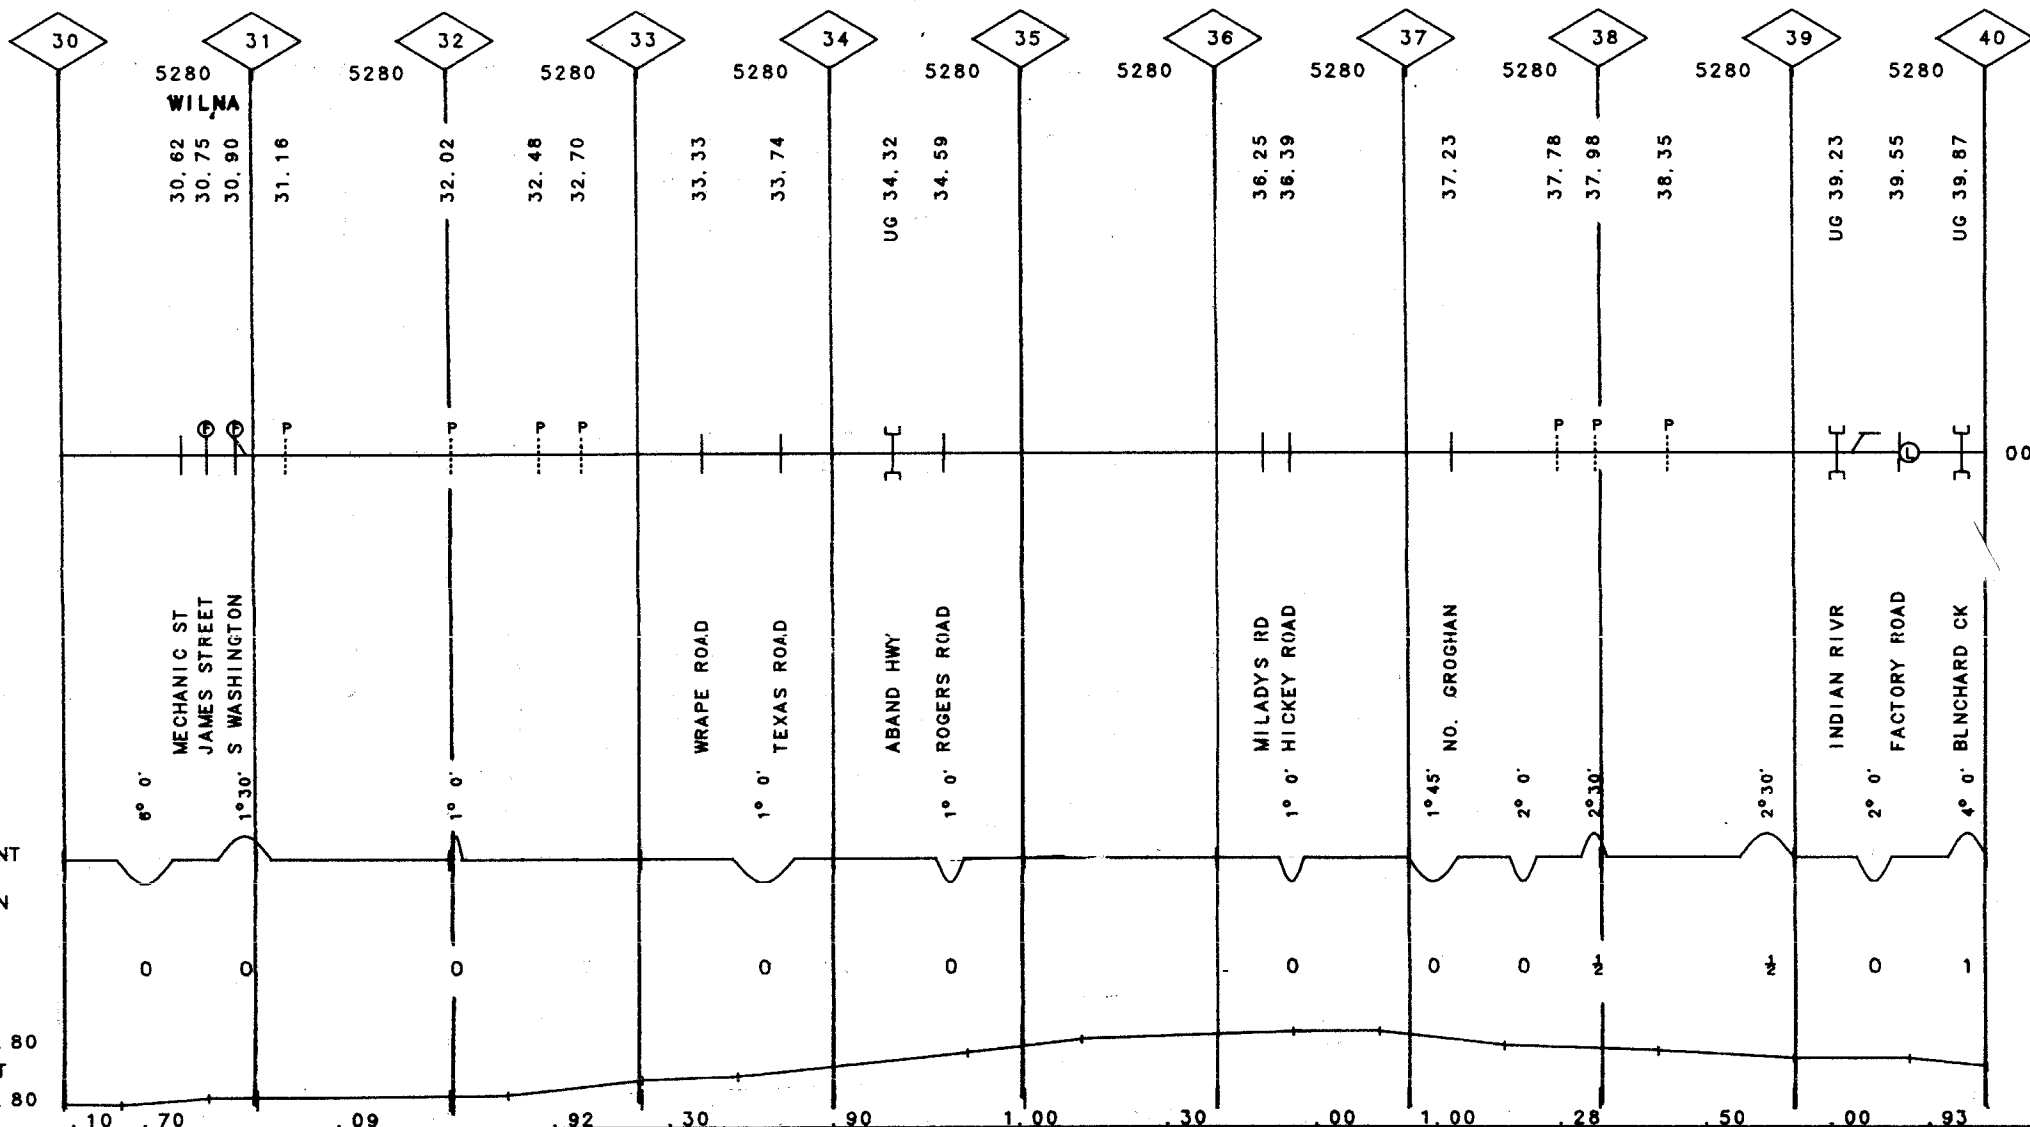 30 31 32 33 34 35 36 37 38 39 40
5280 5280 5280 5280 5280 5280 5280 5280 5280 5280
WILNA
30.62
30.75
30.90
31.16
32.02
32.48
32.70
33.33
33.74
UG 34.32
34.59
36.25
36.39
37.23
37.78
37.98
38.35
UG 39.23
39.55
UG 39.87
P P P P P P P P P
L 00
MECHANIC ST
JAMES STREET
S WASHINGTON
WRAPE ROAD
TEXAS ROAD
ABAND HWY
ROGERS ROAD
MILADYS RD
HICKEY ROAD
NO. GROGHAN
INDIAN RIVR
FACTORY ROAD
BLNCHARD CK
6° 0'
1°30'
1° 0'
1° 0'
1° 0'
1° 0'
1°45'
2° 0'
2°30'
2°30'
2° 0'
4° 0'
NT
N
0 0 0 0 0 0 0 0 ½ ½ 0 1
80
T
80
.10 .70 .09 .92 .30 .90 1.00 .30 .00 1.00 .28 .50 .00 .93